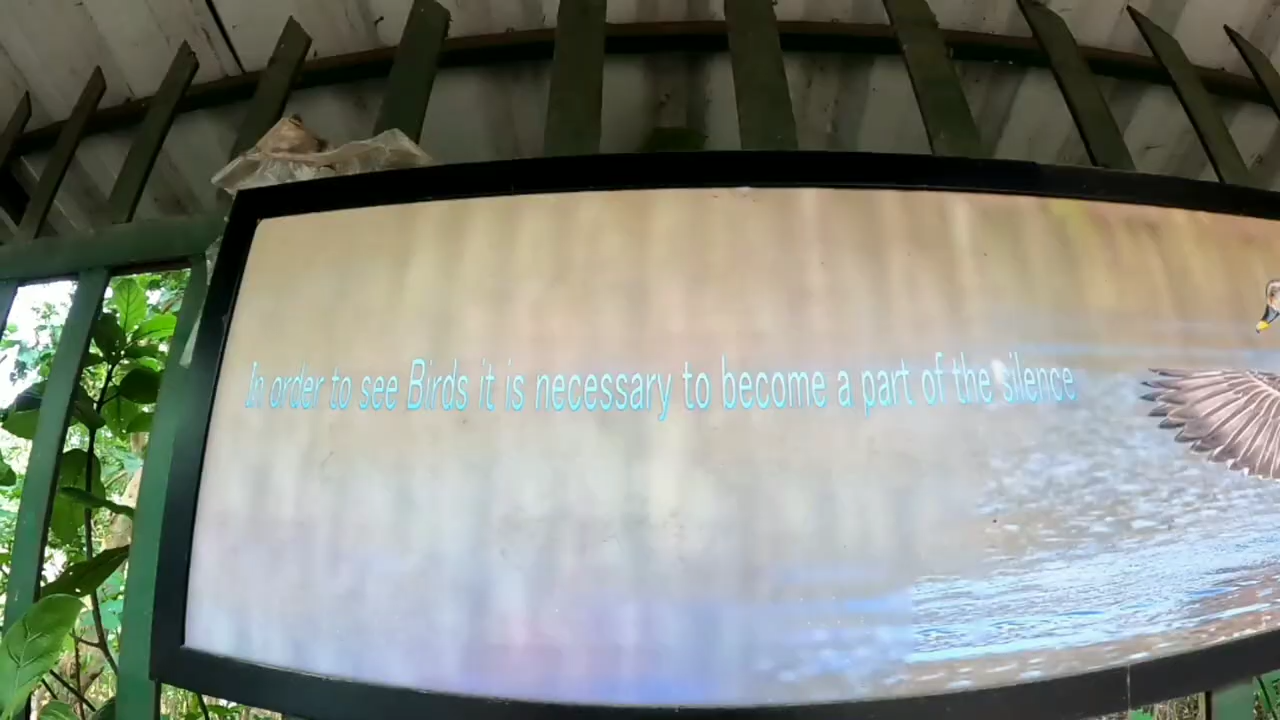 In order to see Birds it is necessary to become a part of the silence